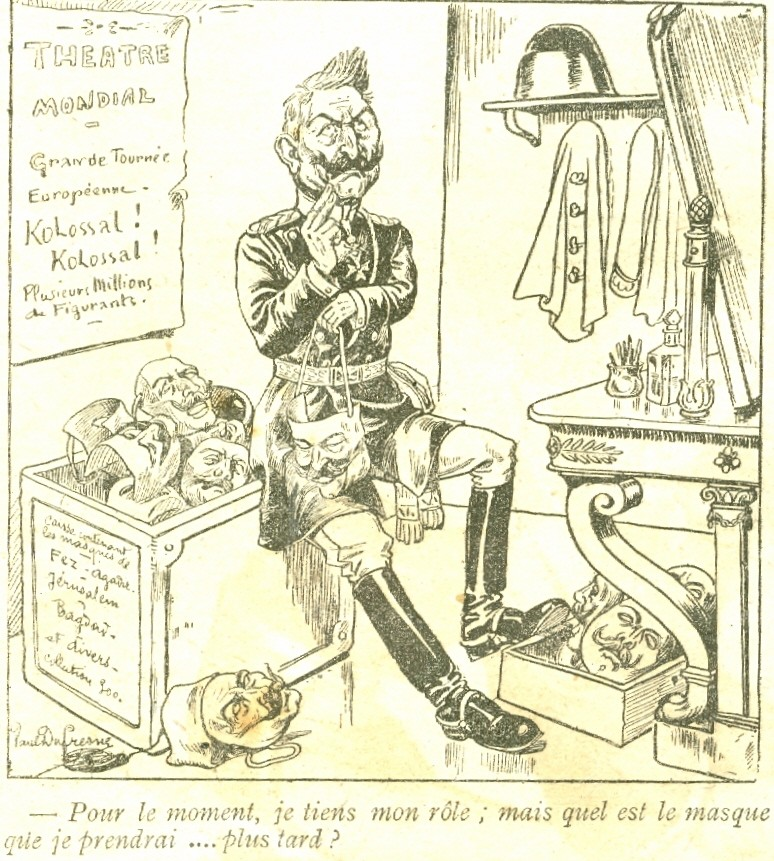 THEATRE
MONDIAL
Grande Tournée
Européenne -
Kolossal !
Kolossal !
Plusieurs Millions
de Figurants.
Caisse contenant
les masques de
Fez - Agadir -
Jérusalem
Bagdad -
et divers -
collection 300.
Paul Dufresne
— Pour le moment, je tiens mon rôle ; mais quel est le masque
que je prendrai .... plus tard ?